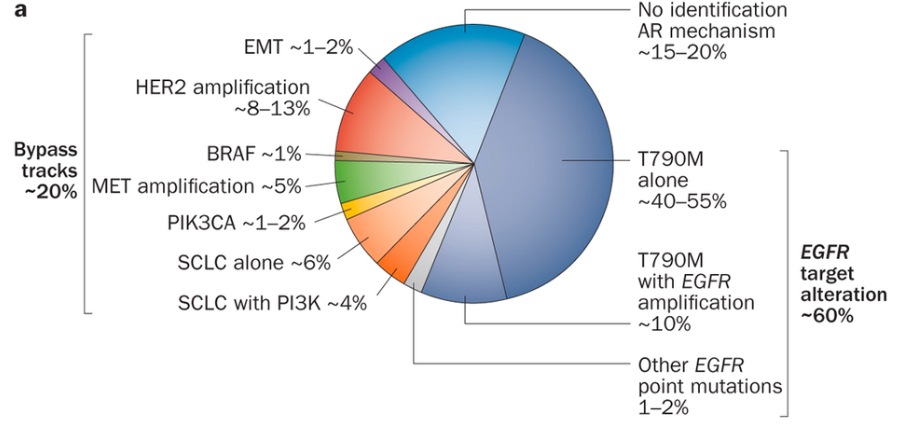 a
No identification
AR mechanism
~15–20%
EMT ~1–2%
HER2 amplification
~8–13%
BRAF ~1%
Bypass
tracks
~20%
MET amplification ~5%
PIK3CA ~1–2%
SCLC alone ~6%
SCLC with PI3K ~4%
T790M
alone
~40–55%
T790M
with EGFR
amplification
~10%
Other EGFR
point mutations
1–2%
EGFR
target
alteration
~60%